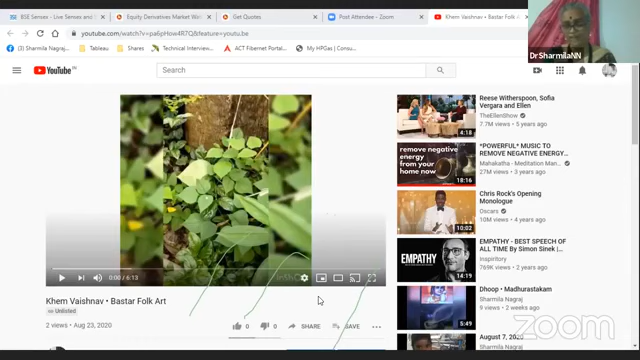 BSE Sensex - Live Sensex and
Equity Derivatives Market Wat
Get Quotes
Post Attendee - Zoom
Khem Vaishnav • Bastar Folk A
youtube.com/watch?v=pa6pHow4R7Q&feature=youtu.be
Sharmila Nagraj...
Tableau
Shares
Technical Interview...
ACT Fibernet Portal-...
My HPGas | Consum...
Dr SharmilaNN
YouTube IN
Search
Reese Witherspoon, Sofia
Vergara and Ellen
TheEllenShow
7.7M views • 5 years ago
4:18
remove negative
energy
from your
home now
18:16
*POWERFUL* MUSIC TO
REMOVE NEGATIVE ENERGY...
Mahakatha - Meditation Man...
27M views • 3 years ago
Chris Rock's Opening
Monologue
Oscars
10M views • 4 years ago
10:02
EMPATHY
14:19
EMPATHY - BEST SPEECH OF
ALL TIME By Simon Sinek |...
inspiritory
769K views • 2 years ago
0:00 / 6:13
Khem Vaishnav • Bastar Folk Art
Unlisted
2 views • Aug 23, 2020
0
0
SHARE
SAVE
Dhoop • Madhurastakam
Sharmila Nagraj
9 views • 2 weeks ago
5:49
August 7, 2020
Sharmila Nagraj
zoom